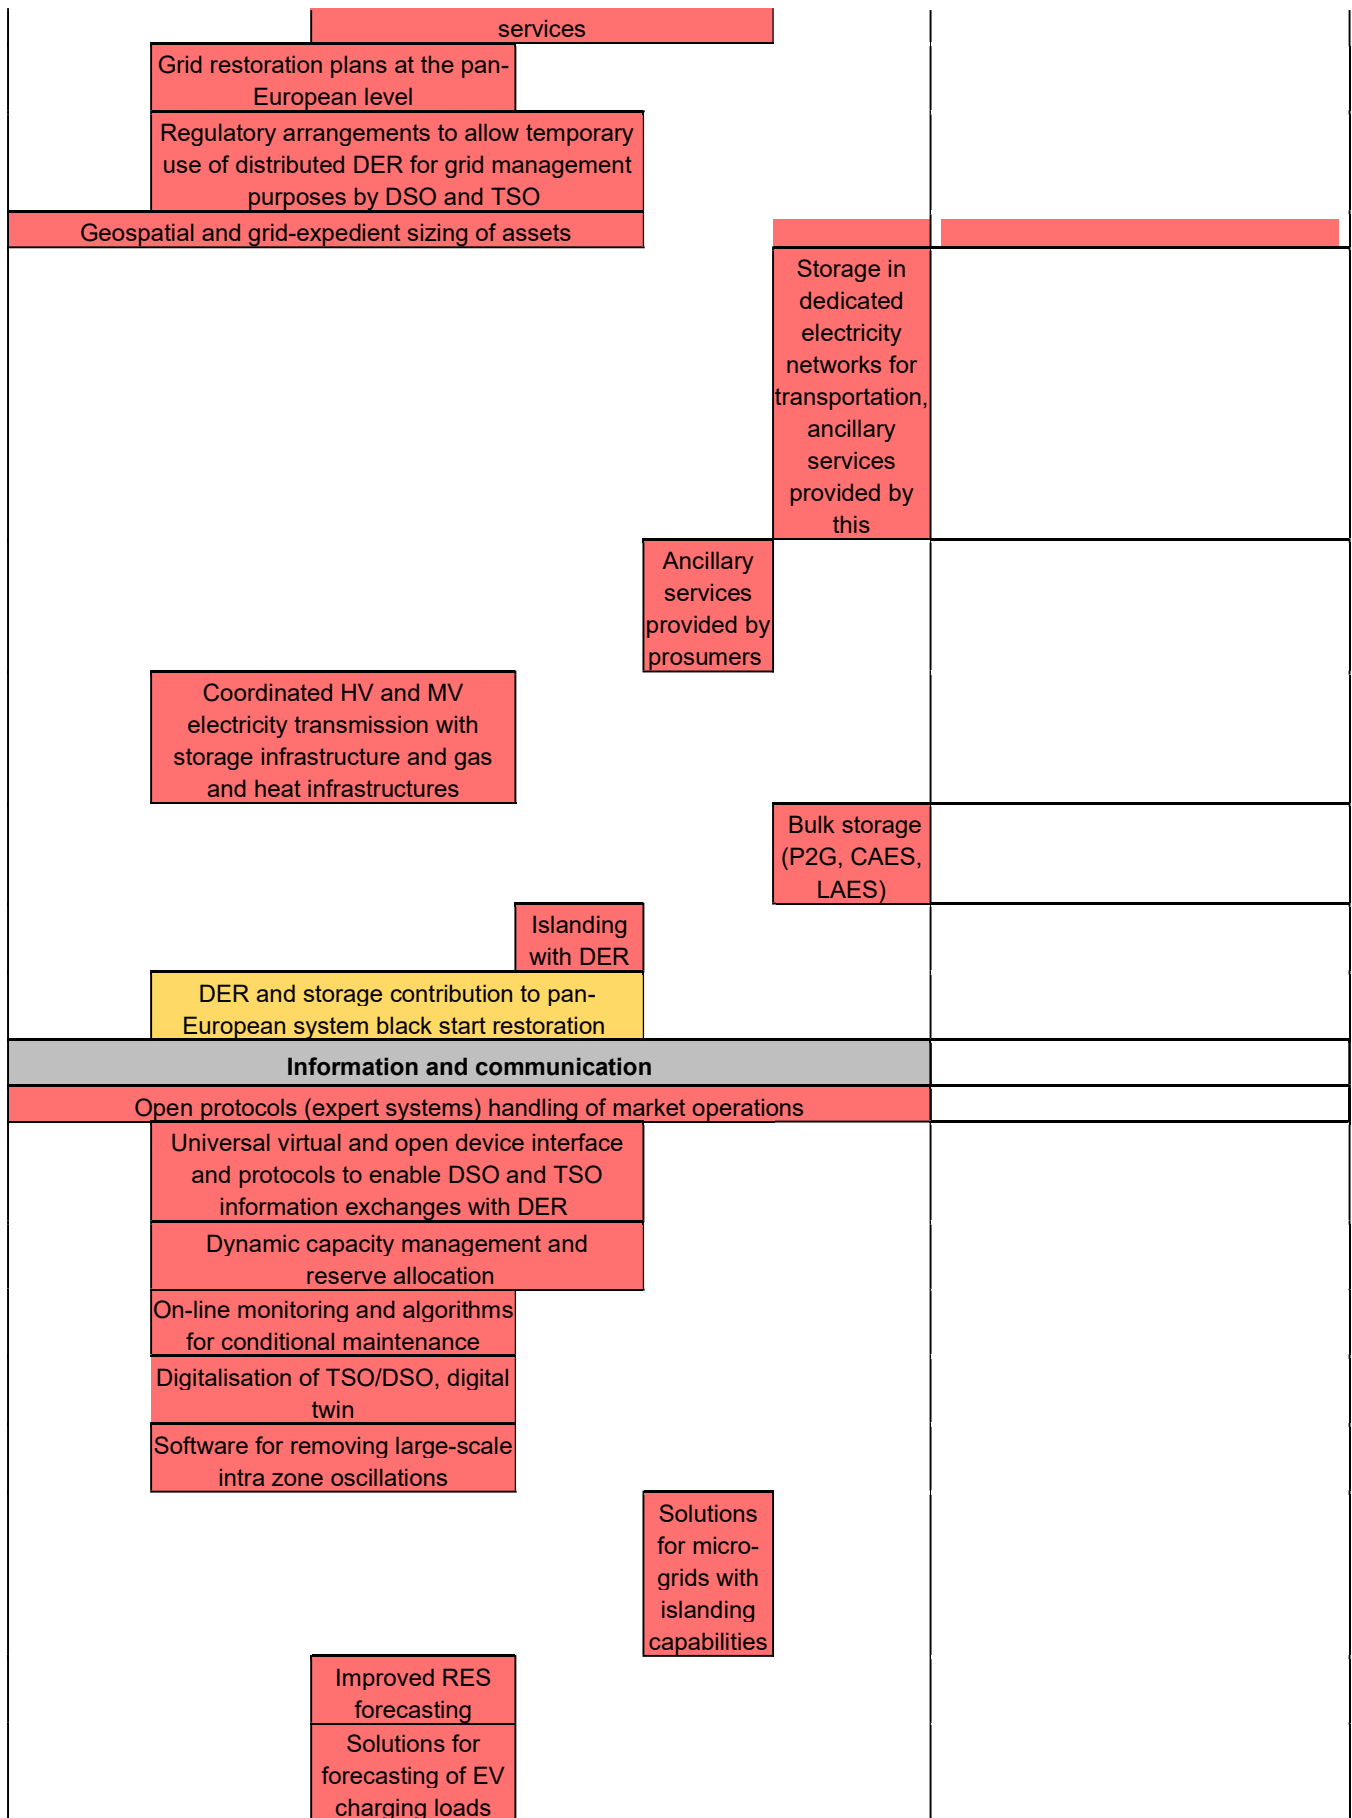 services
Grid restoration plans at the pan-
European level
Regulatory arrangements to allow temporary
use of distributed DER for grid management
purposes by DSO and TSO
Geospatial and grid-expedient sizing of assets
Storage in
dedicated
electricity
networks for
transportation,
ancillary
services
provided by
this
Ancillary
services
provided by
prosumers
Coordinated HV and MV
electricity transmission with
storage infrastructure and gas
and heat infrastructures
Bulk storage
(P2G, CAES,
LAES)
Islanding
with DER
DER and storage contribution to pan-
European system black start restoration
Information and communication
Open protocols (expert systems) handling of market operations
Universal virtual and open device interface
and protocols to enable DSO and TSO
information exchanges with DER
Dynamic capacity management and
reserve allocation
On-line monitoring and algorithms
for conditional maintenance
Digitalisation of TSO/DSO, digital
twin
Software for removing large-scale
intra zone oscillations
Solutions
for micro-
grids with
islanding
capabilities
Improved RES
forecasting
Solutions for
forecasting of EV
charging loads